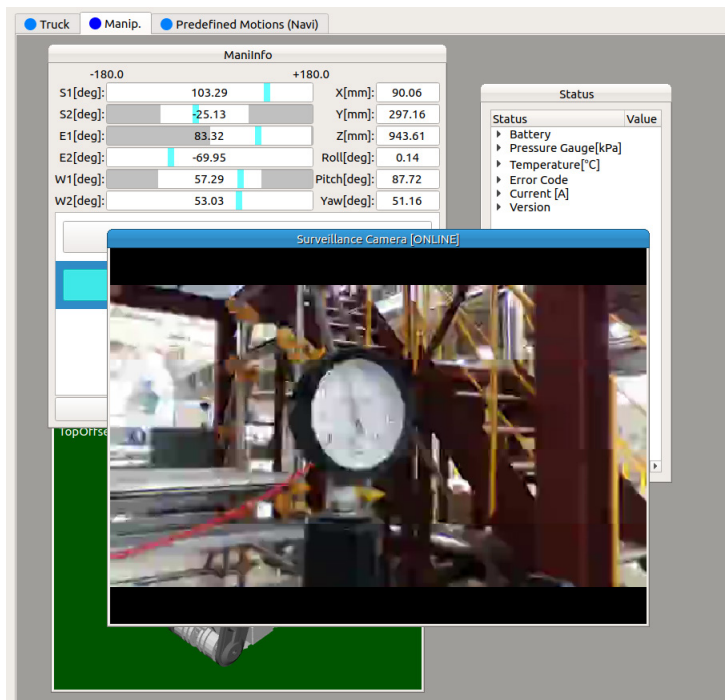 Truck Manip. Predefined Motions (Navi)
ManiInfo
-180.0 +180.0
S1[deg]: 103.29 X[mm]: 90.06
S2[deg]: -25.13 Y[mm]: 297.16
E1[deg]: 83.32 Z[mm]: 943.61
E2[deg]: -69.95 Roll[deg]: 0.14
W1[deg]: 57.29 Pitch[deg]: 87.72
W2[deg]: 53.03 Yaw[deg]: 51.16
Status
Status Value
Battery
Pressure Gauge[kPa]
Temperature[°C]
Error Code
Current [A]
Version
Surveillance Camera [ONLINE]